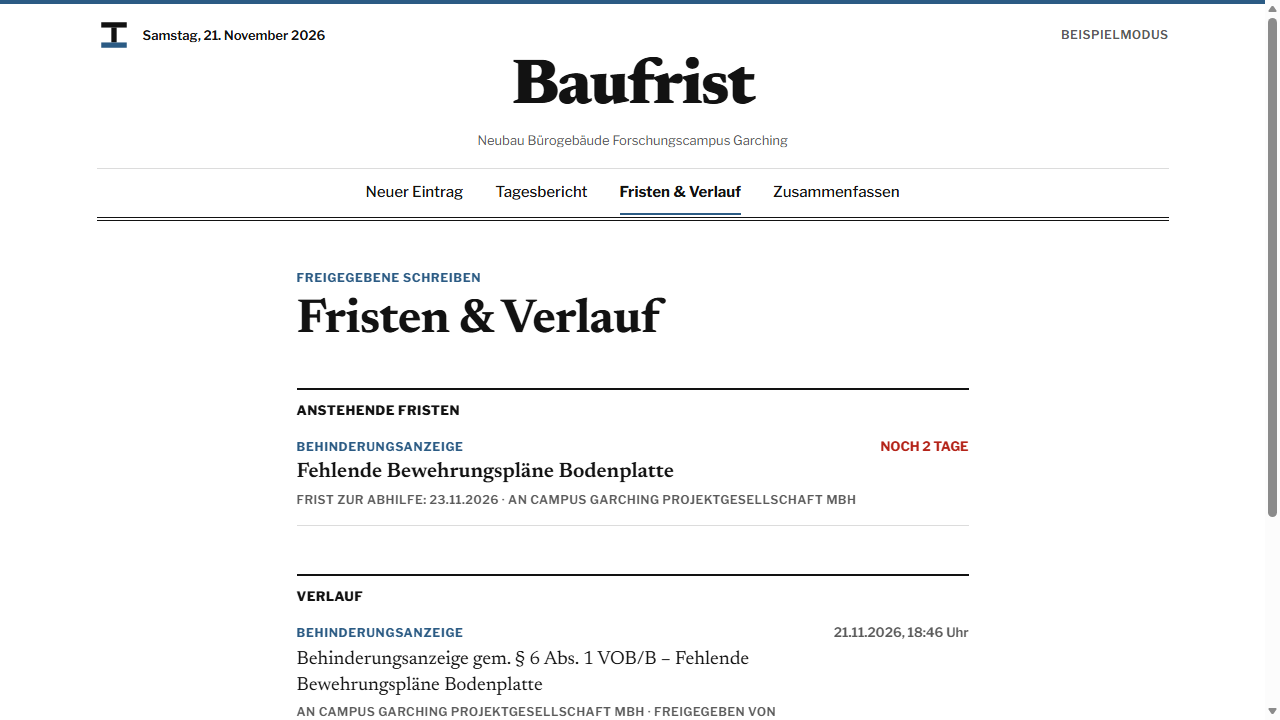 Samstag, 21. November 2026
BEISPIELMODUS
Baufrist
Neubau Bürogebäude Forschungscampus Garching
Neuer Eintrag
Tagesbericht
Fristen & Verlauf
Zusammenfassen
FREIGEGEBENE SCHREIBEN
Fristen & Verlauf
ANSTEHENDE FRISTEN
BEHINDERUNGSANZEIGE
NOCH 2 TAGE
Fehlende Bewehrungspläne Bodenplatte
FRIST ZUR ABHILFE: 23.11.2026 · AN CAMPUS GARCHING PROJEKTGESELLSCHAFT MBH
VERLAUF
BEHINDERUNGSANZEIGE
21.11.2026, 18:46 Uhr
Behinderungsanzeige gem. § 6 Abs. 1 VOB/B – Fehlende
Bewehrungspläne Bodenplatte
AN CAMPUS GARCHING PROJEKTGESELLSCHAFT MBH · FREIGEGEBEN VON